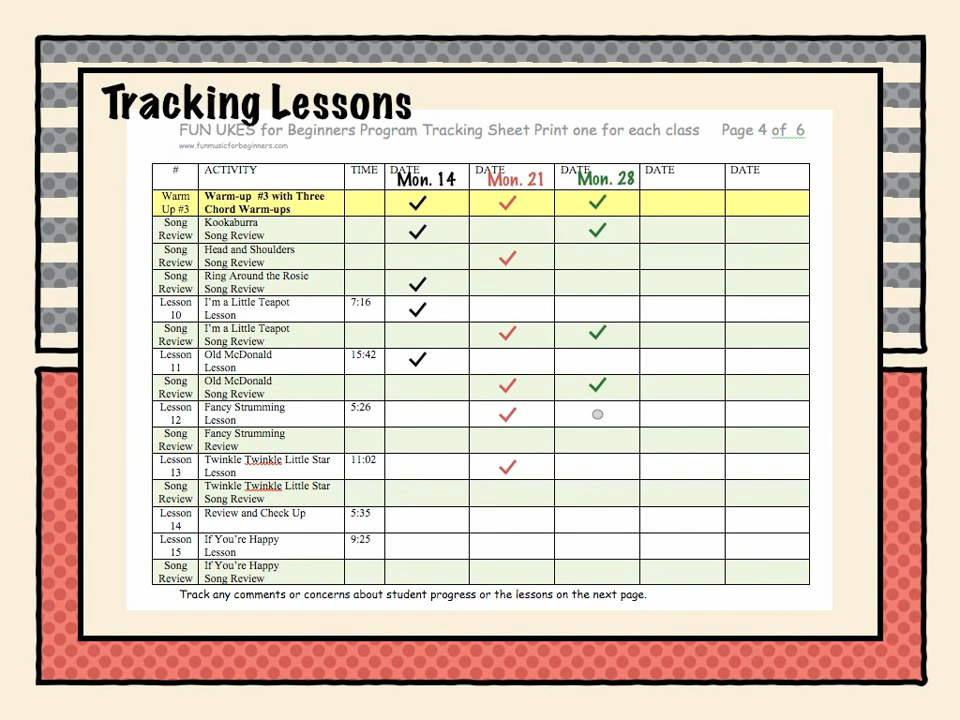 Tracking Lessons
FUN UKES for Beginners Program Tracking Sheet Print one for each class Page 4 of 6
www.funmusicforbeginners.com
# ACTIVITY TIME DATE DATE DATE DATE DATE
Mon. 14 Mon. 21 Mon. 28
Warm Warm-up #3 with Three
Up #3 Chord Warm-ups
Song Kookaburra
Review Song Review
Song Head and Shoulders
Review Song Review
Song Ring Around the Rosie
Review Song Review
Lesson I'm a Little Teapot 7:16
10 Lesson
Song I'm a Little Teapot
Review Song Review
Lesson Old McDonald 15:42
11 Lesson
Song Old McDonald
Review Song Review
Lesson Fancy Strumming 5:26
12 Lesson
Song Fancy Strumming
Review Review
Lesson Twinkle Twinkle Little Star 11:02
13 Lesson
Song Twinkle Twinkle Little Star
Review Song Review
Lesson Review and Check Up 5:35
14
Lesson If You're Happy 9:25
15 Lesson
Song If You're Happy
Review Song Review
Track any comments or concerns about student progress or the lessons on the next page.